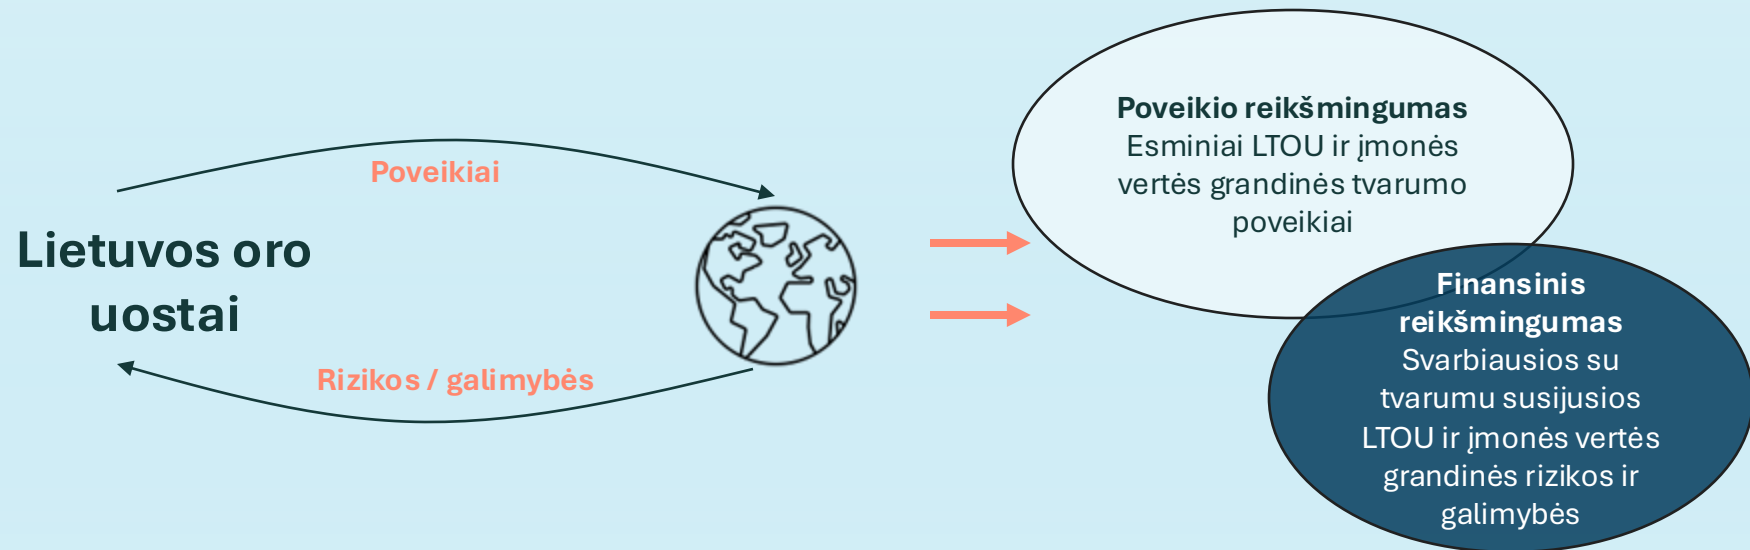 Poveikiai
Lietuvos oro
uostai
Rizikos / galimybės
Poveikio reikšmingumas
Esminiai LTOU ir įmonės
vertės grandinės tvarumo
poveikiai
Finansinis
reikšmingumas
Svarbiausios su
tvarumu susijusios
LTOU ir įmonės vertės
grandinės rizikos ir
galimybės